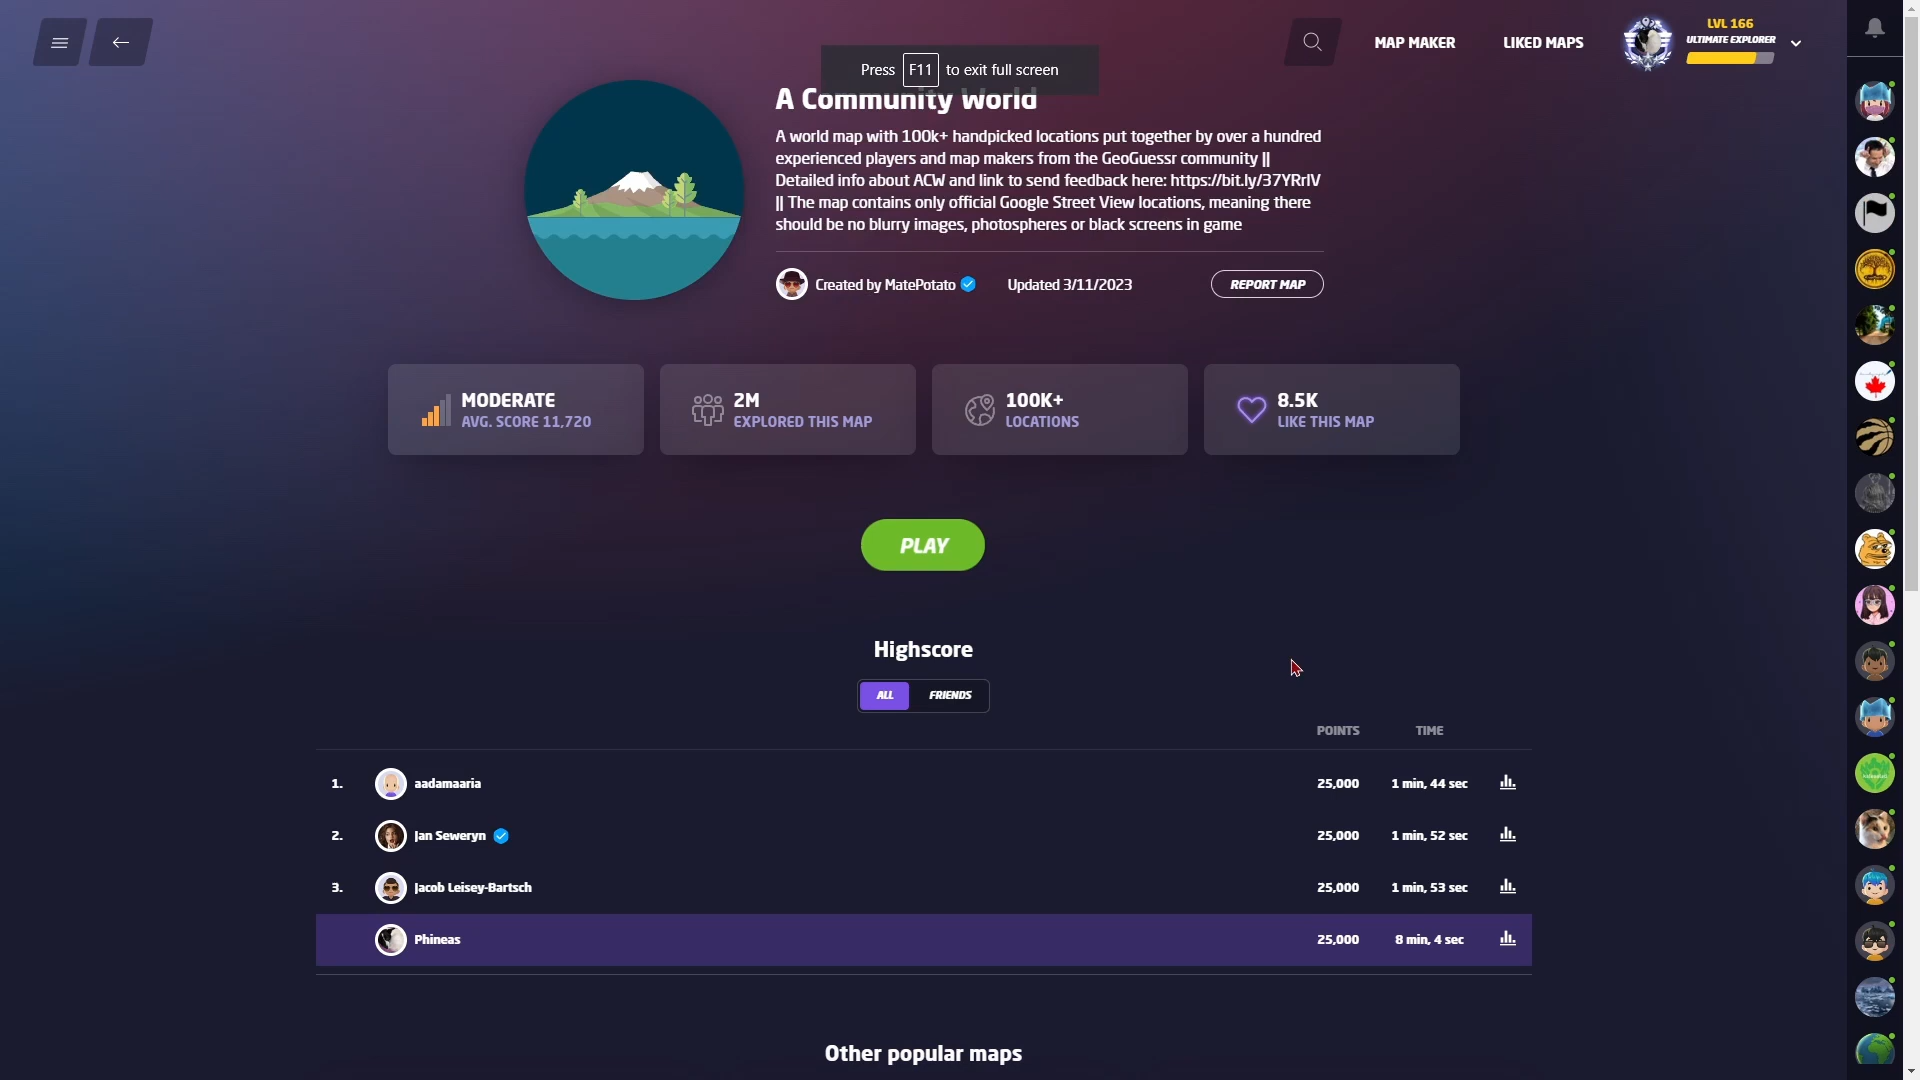 MAP MAKER
LIKED MAPS
LVL 166
ULTIMATE EXPLORER
Press F11 to exit full screen
A Community World
A world map with 100k+ handpicked locations put together by over a hundred
experienced players and map makers from the GeoGuessr community ||
Detailed info about ACW and link to send feedback here: https://bit.ly/37YRrlV
|| The map contains only official Google Street View locations, meaning there
should be no blurry images, photospheres or black screens in game
Created by MatePotato
Updated 3/11/2023
REPORT MAP
MODERATE
AVG. SCORE 11,720
2M
EXPLORED THIS MAP
100K+
LOCATIONS
8.5K
LIKE THIS MAP
PLAY
Highscore
ALL
FRIENDS
POINTS TIME
1. aadamaaria 25,000 1 min, 44 sec
2. Jan Seweryn 25,000 1 min, 52 sec
3. Jacob Leisey-Bartsch 25,000 1 min, 53 sec
Phineas 25,000 8 min, 4 sec
Other popular maps